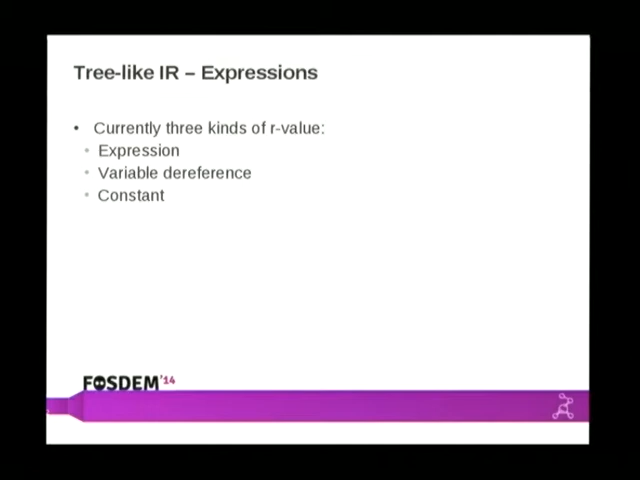 Tree-like IR – Expressions
• Currently three kinds of r-value:
• Expression
• Variable dereference
• Constant
FOSDEM'14